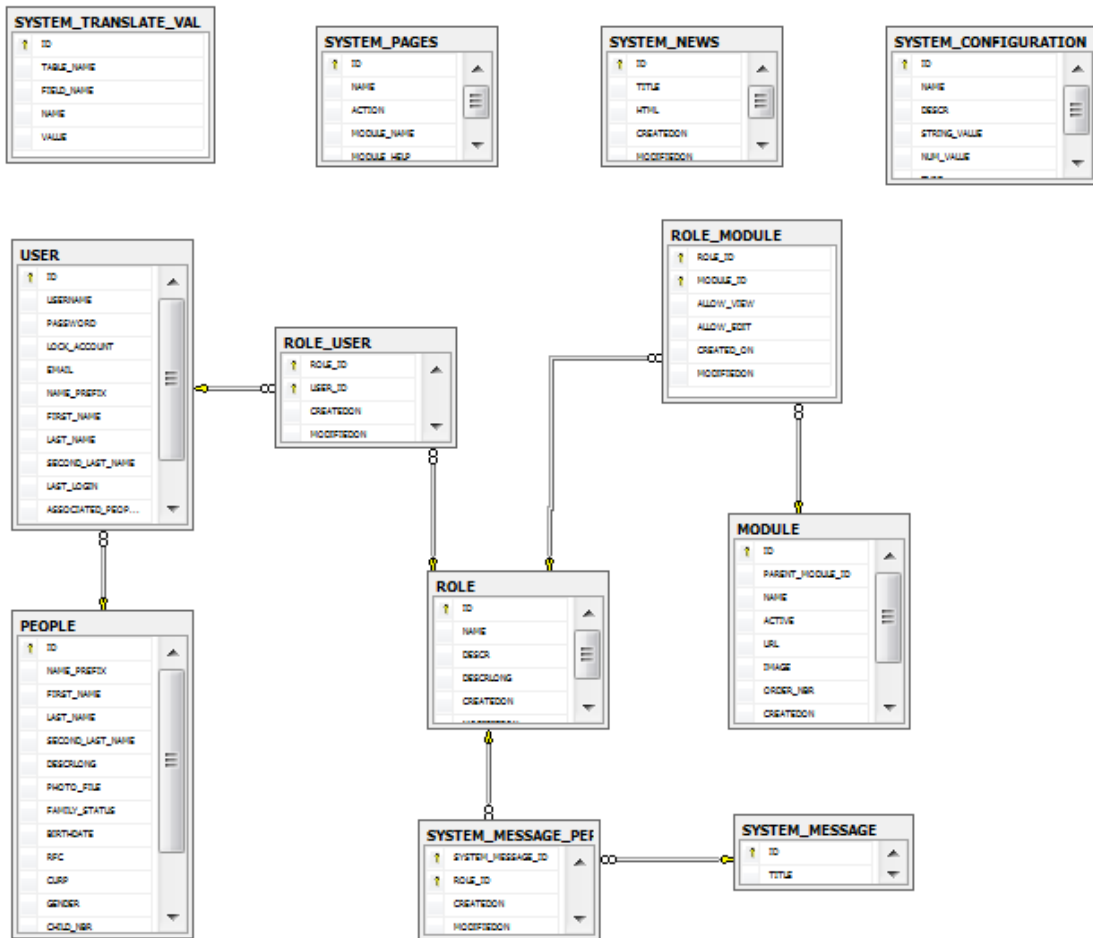 SYSTEM_TRANSLATE_VAL
ID
TABLE_NAME
FIELD_NAME
NAME
VALUE
SYSTEM_PAGES
ID
NAME
ACTION
MODULE_NAME
MODULE_HELP
SYSTEM_NEWS
ID
TITLE
HTML
CREATEDON
MODIFIEDON
SYSTEM_CONFIGURATION
ID
NAME
DESCR
STRING_VALUE
NUM_VALUE
USER
ID
USERNAME
PASSWORD
LOCK_ACCOUNT
EMAIL
NAME_PREFIX
FIRST_NAME
LAST_NAME
SECOND_LAST_NAME
LAST_LOGIN
ASSOCIATED_PEOP...
ROLE_USER
ROLE_ID
USER_ID
CREATEDON
MODIFIEDON
ROLE_MODULE
ROLE_ID
MODULE_ID
ALLOW_VIEW
ALLOW_EDIT
CREATED_ON
MODIFIEDON
MODULE
ID
PARENT_MODULE_ID
NAME
ACTIVE
URL
IMAGE
ORDER_NBR
CREATEDON
ROLE
ID
NAME
DESCR
DESCRLONG
CREATEDON
PEOPLE
ID
NAME_PREFIX
FIRST_NAME
LAST_NAME
SECOND_LAST_NAME
DESCRLONG
PHOTO_FILE
FAMILY_STATUS
BIRTHDATE
RFC
CURP
GENDER
CHILD_NBR
SYSTEM_MESSAGE_PER
SYSTEM_MESSAGE_ID
ROLE_ID
CREATEDON
MODIFIEDON
SYSTEM_MESSAGE
ID
TITLE